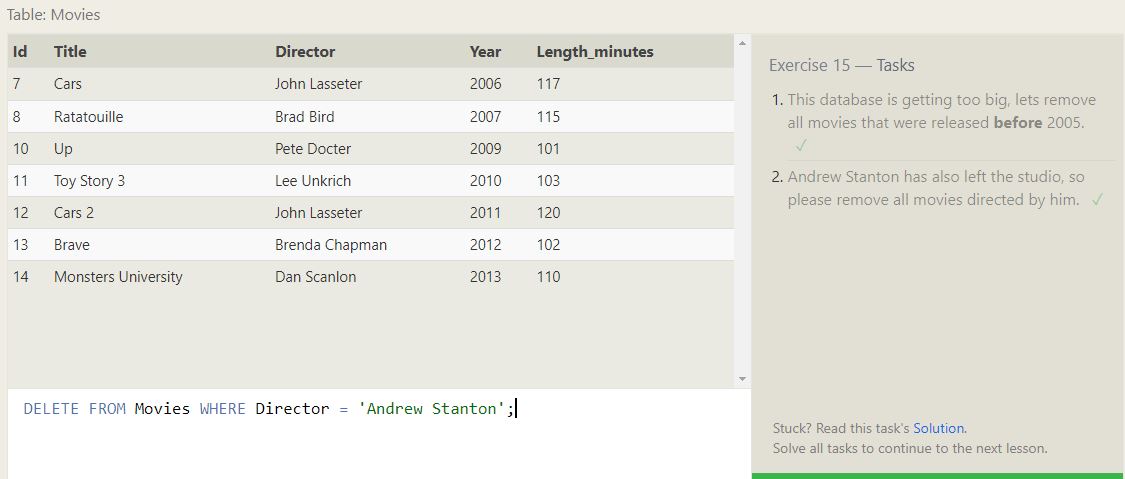 Table: Movies
Id Title Director Year Length_minutes
7 Cars John Lasseter 2006 117
8 Ratatouille Brad Bird 2007 115
10 Up Pete Docter 2009 101
11 Toy Story 3 Lee Unkrich 2010 103
12 Cars 2 John Lasseter 2011 120
13 Brave Brenda Chapman 2012 102
14 Monsters University Dan Scanlon 2013 110
DELETE FROM Movies WHERE Director = 'Andrew Stanton';
Exercise 15 — Tasks
1. This database is getting too big, lets remove
all movies that were released before 2005.
✓
2. Andrew Stanton has also left the studio, so
please remove all movies directed by him. ✓
Stuck? Read this task's Solution.
Solve all tasks to continue to the next lesson.